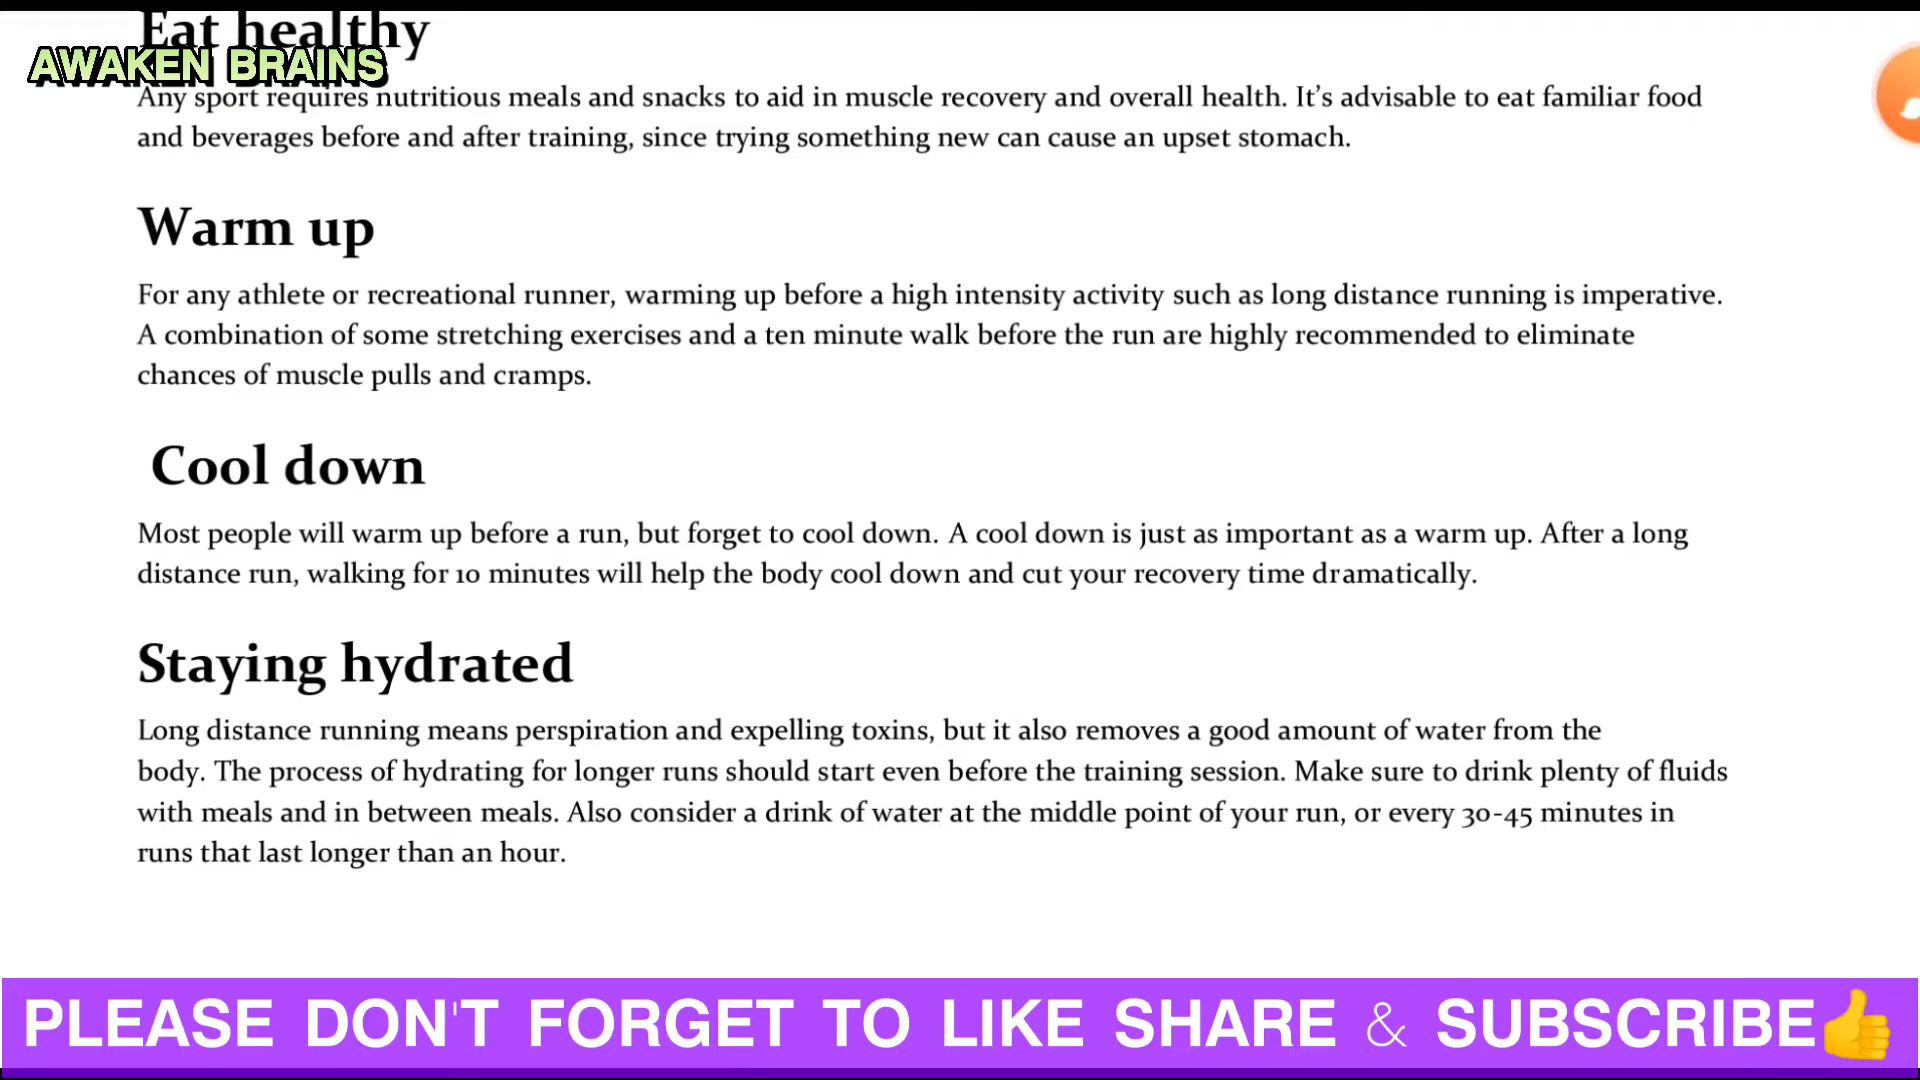 Eat healthy
AWAKEN BRAINS
Any sport requires nutritious meals and snacks to aid in muscle recovery and overall health. It’s advisable to eat familiar food
and beverages before and after training, since trying something new can cause an upset stomach.
Warm up
For any athlete or recreational runner, warming up before a high intensity activity such as long distance running is imperative.
A combination of some stretching exercises and a ten minute walk before the run are highly recommended to eliminate
chances of muscle pulls and cramps.
Cool down
Most people will warm up before a run, but forget to cool down. A cool down is just as important as a warm up. After a long
distance run, walking for 10 minutes will help the body cool down and cut your recovery time dramatically.
Staying hydrated
Long distance running means perspiration and expelling toxins, but it also removes a good amount of water from the
body. The process of hydrating for longer runs should start even before the training session. Make sure to drink plenty of fluids
with meals and in between meals. Also consider a drink of water at the middle point of your run, or every 30-45 minutes in
runs that last longer than an hour.
PLEASE DON'T FORGET TO LIKE SHARE & SUBSCRIBE👍